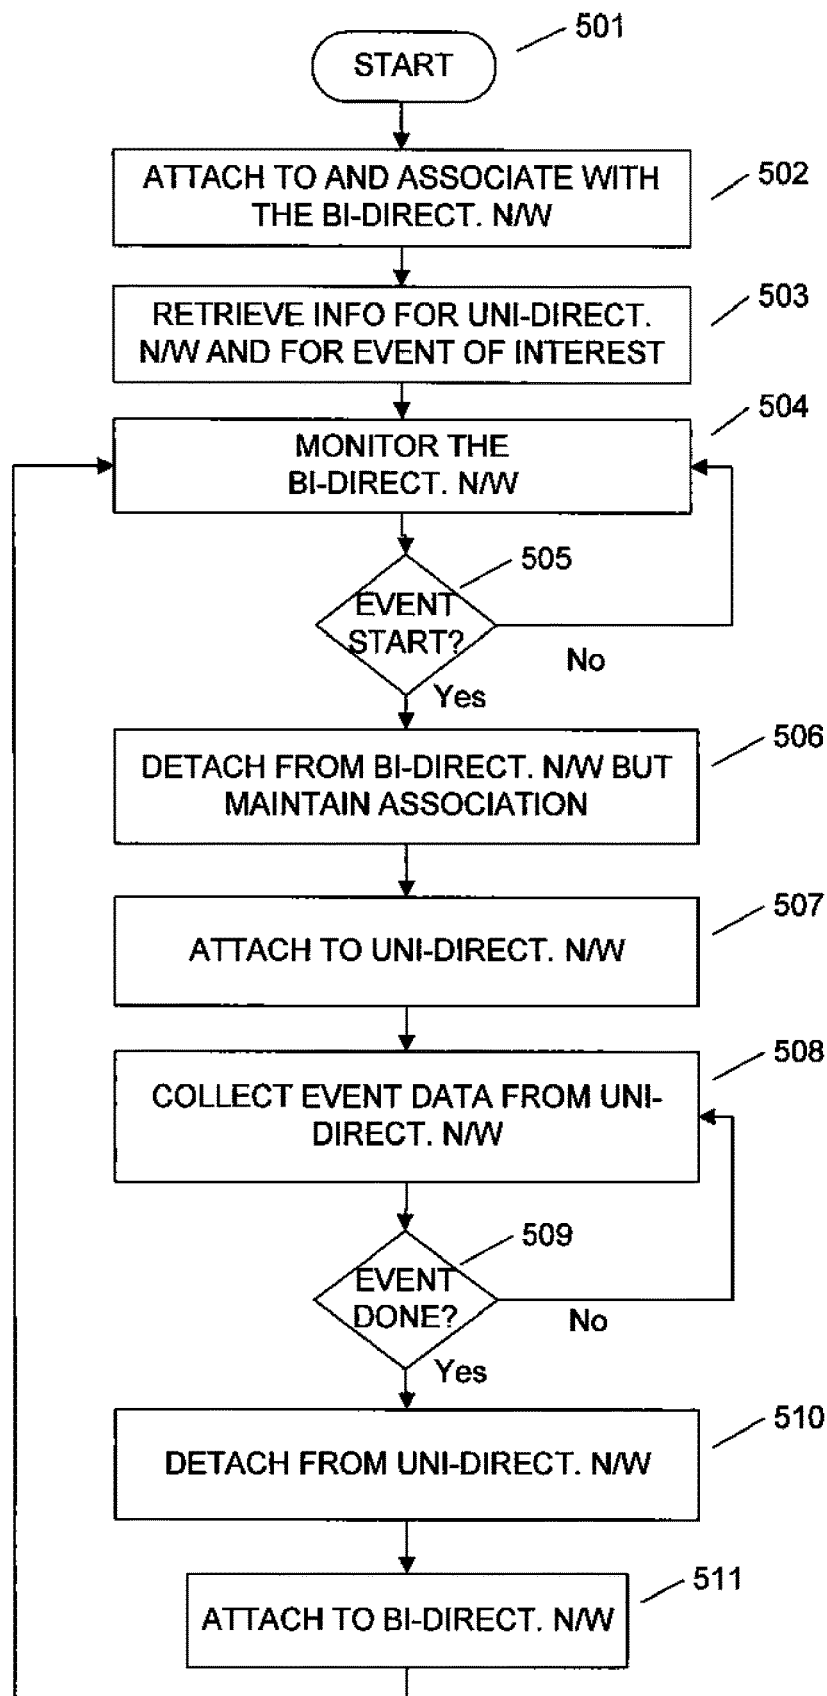 501
START
ATTACH TO AND ASSOCIATE WITH
THE BI-DIRECT. N/W
502
RETRIEVE INFO FOR UNI-DIRECT.
N/W AND FOR EVENT OF INTEREST
503
MONITOR THE
BI-DIRECT. N/W
504
EVENT
START?
505
No
Yes
DETACH FROM BI-DIRECT. N/W BUT
MAINTAIN ASSOCIATION
506
ATTACH TO UNI-DIRECT. N/W
507
COLLECT EVENT DATA FROM UNI-
DIRECT. N/W
508
EVENT
DONE?
509
No
Yes
DETACH FROM UNI-DIRECT. N/W
510
ATTACH TO BI-DIRECT. N/W
511